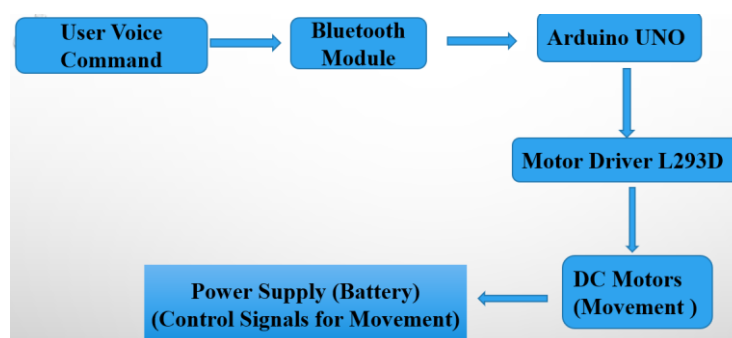 User Voice
Command
Bluetooth
Module
Arduino UNO
Motor Driver L293D
DC Motors
(Movement )
Power Supply (Battery)
(Control Signals for Movement)